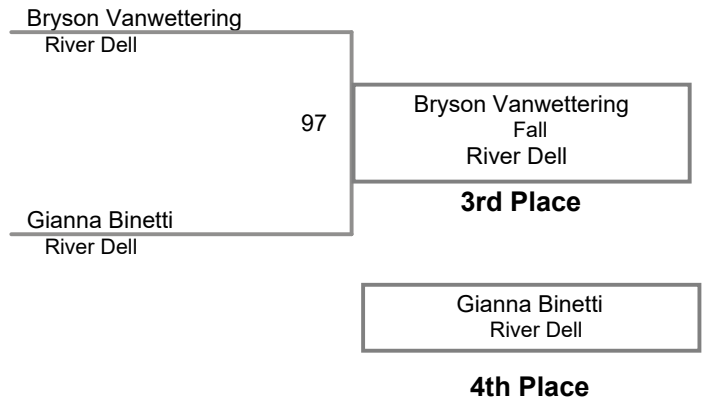 Bryson Vanwettering
River Dell
97
Bryson Vanwettering
Fall
River Dell
3rd Place
Gianna Binetti
River Dell
Gianna Binetti
River Dell
4th Place